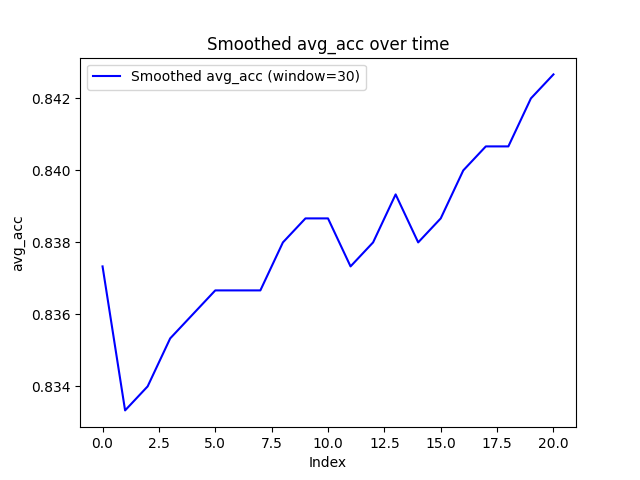 Smoothed avg_acc over time
Smoothed avg_acc (window=30)
0.842
0.840
0.838
0.836
0.834
avg_acc
0.0 2.5 5.0 7.5 10.0 12.5 15.0 17.5 20.0
Index